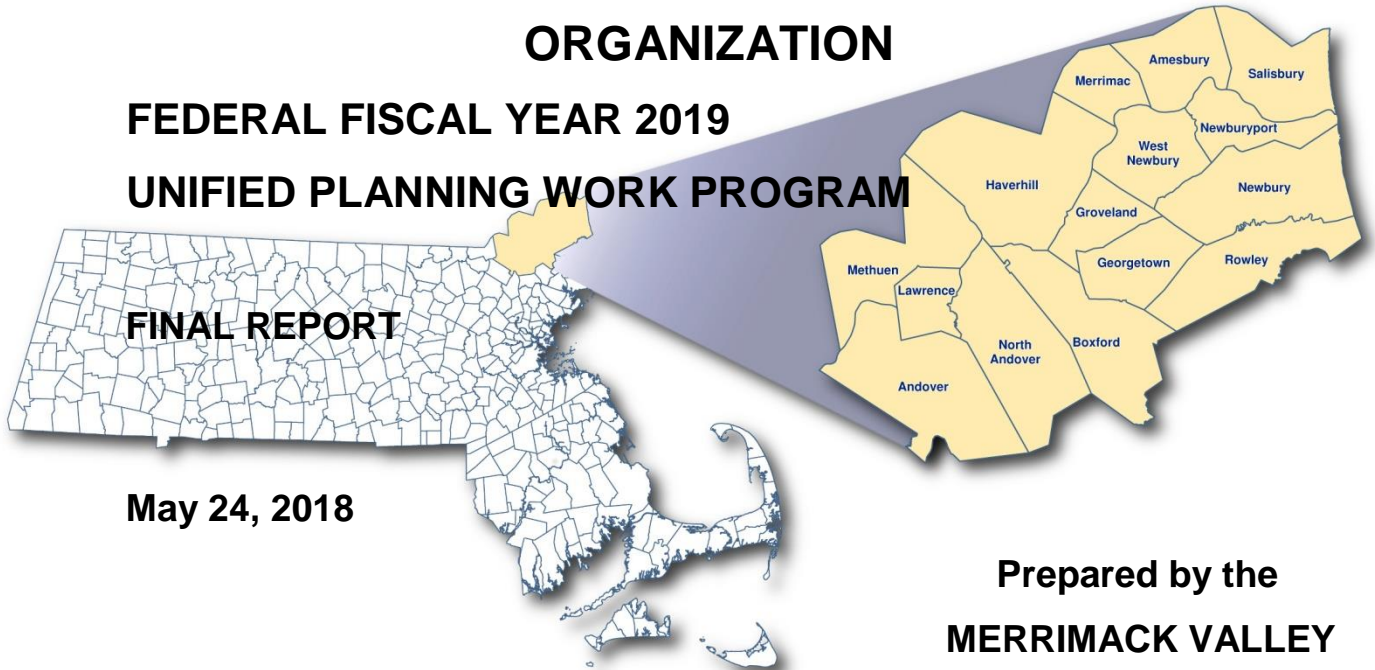 ORGANIZATION
FEDERAL FISCAL YEAR 2019
UNIFIED PLANNING WORK PROGRAM
FINAL REPORT
May 24, 2018
Amesbury
Merrimac
Salisbury
Newburyport
West
Newbury
Haverhill
Newbury
Groveland
Georgetown
Rowley
Methuen
Lawrence
North
Andover
Boxford
Andover
Prepared by the
MERRIMACK VALLEY